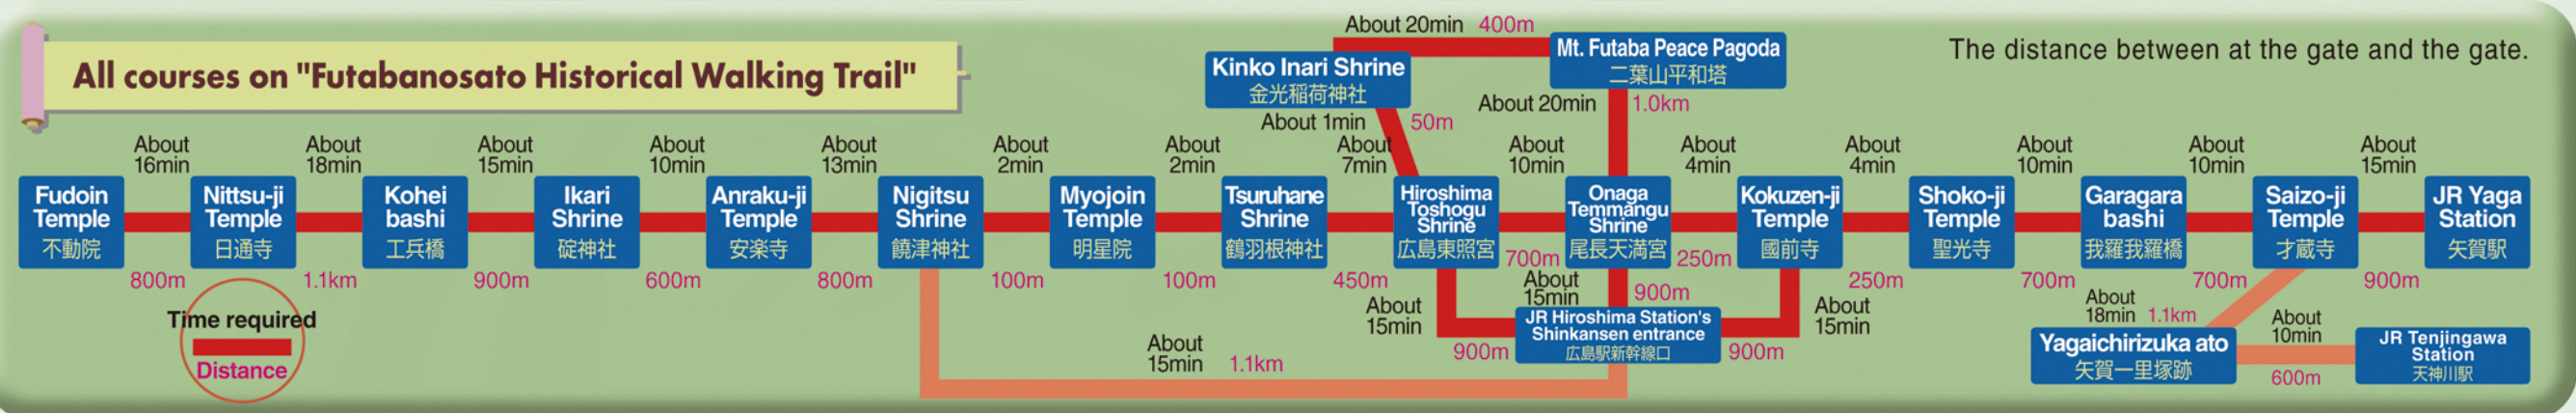 All courses on "Futabanosato Historical Walking Trail"
The distance between at the gate and the gate.
About 20min 400m
Kinko Inari Shrine
金光稲荷神社
Mt. Futaba Peace Pagoda
二葉山平和塔
About 1min 50m
About 20min 1.0km
About
16min
About
18min
About
15min
About
10min
About
13min
About
2min
About
2min
About
7min
About
10min
About
4min
About
4min
About
10min
About
10min
About
15min
Fudoin
Temple
不動院
Nittsu-ji
Temple
日通寺
Kohei
bashi
工兵橋
Ikari
Shrine
碇神社
Anraku-ji
Temple
安楽寺
Nigitsu
Shrine
饒津神社
Myojoin
Temple
明星院
Tsuruhane
Shrine
鶴羽根神社
Hiroshima
Toshogu
Shrine
広島東照宮
Onaga
Temmangu
Shrine
尾長天満宮
Kokuzen-ji
Temple
國前寺
Shoko-ji
Temple
聖光寺
Garagara
bashi
我羅我羅橋
Saizo-ji
Temple
才蔵寺
JR Yaga
Station
矢賀駅
800m
1.1km
900m
600m
800m
100m
100m
450m
700m
250m
250m
700m
700m
900m
Time required
Distance
About
15min
900m
About
15min
900m
About
15min
900m
JR Hiroshima Station's
Shinkansen entrance
広島駅新幹線口
About
15min 1.1km
About
18min 1.1km
Yagaichirizuka ato
矢賀一里塚跡
About
10min
600m
JR Tenjingawa
Station
天神川駅